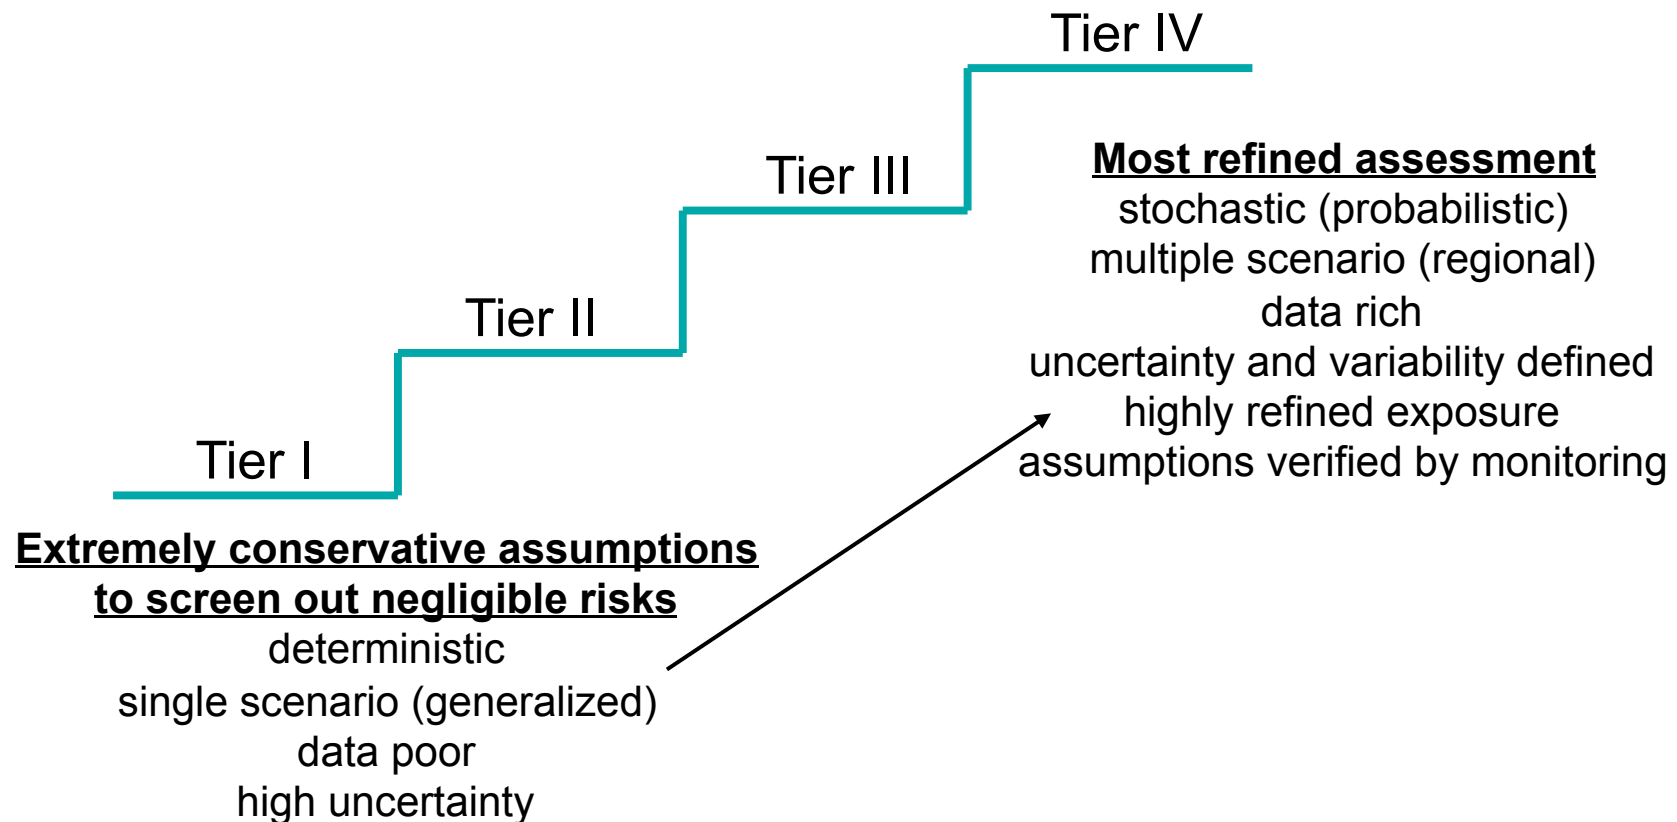 Tier IV
Tier III
Tier II
Tier I
Most refined assessment
stochastic (probabilistic)
multiple scenario (regional)
data rich
uncertainty and variability defined
highly refined exposure
assumptions verified by monitoring
Extremely conservative assumptions
to screen out negligible risks
deterministic
single scenario (generalized)
data poor
high uncertainty